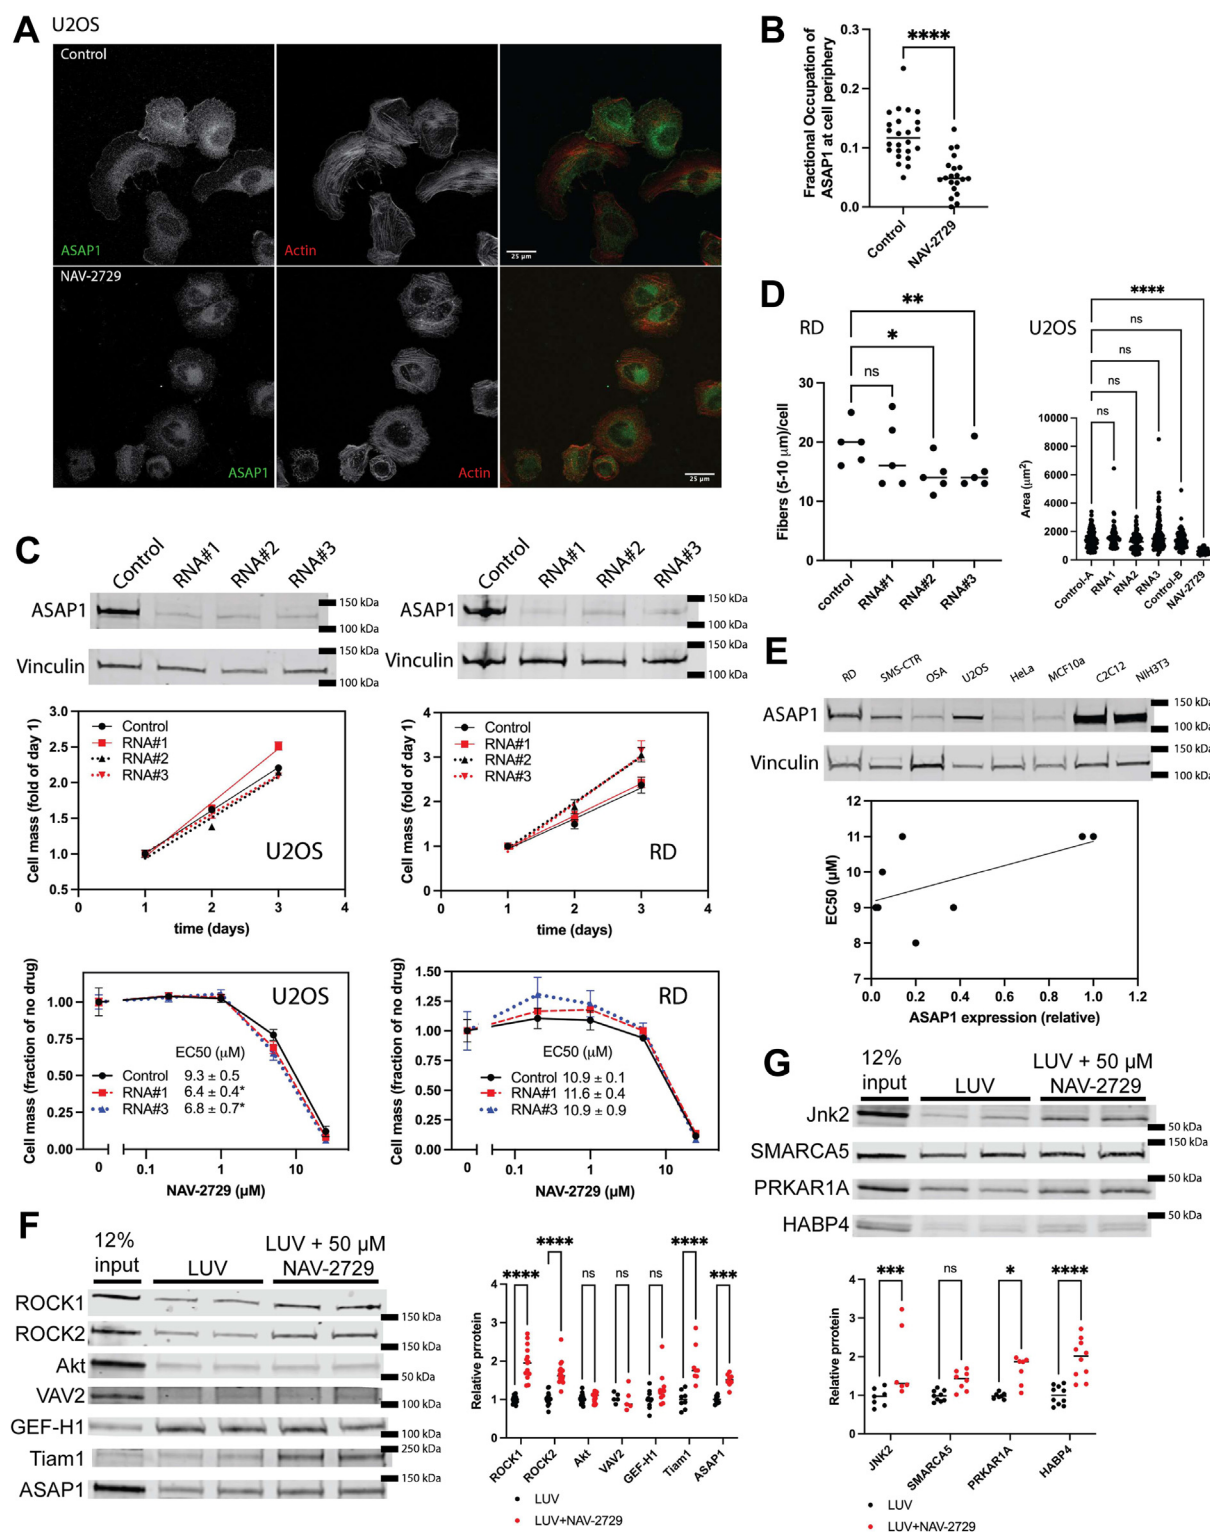 A
U2OS
Control
ASAP1
Actin
25 µm
NAV-2729
ASAP1
Actin
25 µm
B
Fractional Occupation of
ASAP1 at cell periphery
0.3
0.2
0.1
0.0
****
Control
NAV-2729
C
Control
RNA#1
RNA#2
RNA#3
ASAP1
150 kDa
100 kDa
Vinculin
150 kDa
100 kDa
Control
RNA#1
RNA#2
RNA#3
ASAP1
150 kDa
100 kDa
Vinculin
150 kDa
100 kDa
Cell mass (fold of day 1)
3.0
2.5
2.0
1.5
1.0
0.5
Control
RNA#1
RNA#2
RNA#3
U2OS
0 1 2 3 4
time (days)
Cell mass (fold of day 1)
4
3
2
1
0
Control
RNA#1
RNA#2
RNA#3
RD
0 1 2 3 4
time (days)
Cell mass (fraction of no drug)
1.00
0.75
0.50
0.25
0.00
U2OS
EC50 (µM)
Control 9.3 ± 0.5
RNA#1 6.4 ± 0.4*
RNA#3 6.8 ± 0.7*
0 0.1 1 10
NAV-2729 (µM)
Cell mass (fraction of no drug)
1.50
1.25
1.00
0.75
0.50
0.25
0.00
RD
EC50 (µM)
Control 10.9 ± 0.1
RNA#1 11.6 ± 0.4
RNA#3 10.9 ± 0.9
0 0.1 1 10
NAV-2729 (µM)
D
RD
Fibers (5-10 µm)/cell
30
20
10
0
ns
*
**
control
RNA#1
RNA#2
RNA#3
U2OS
Area (µm²)
10000
8000
6000
4000
2000
0
ns
ns
ns
ns
****
Control-A
RNA1
RNA2
RNA3
Control-B
NAV-2729
E
RD
SMS-CTR
OSA
U2OS
HeLa
MCF10a
C2C12
NIH3T3
ASAP1
150 kDa
100 kDa
Vinculin
150 kDa
100 kDa
EC50 (µM)
12
11
10
9
8
7
0.0 0.2 0.4 0.6 0.8 1.0 1.2
ASAP1 expression (relative)
F
12%
input
LUV
LUV + 50 µM
NAV-2729
ROCK1
150 kDa
ROCK2
150 kDa
Akt
50 kDa
VAV2
100 kDa
GEF-H1
100 kDa
Tiam1
250 kDa
ASAP1
150 kDa
Relative prrotein
4
3
2
1
0
****
****
ns
ns
ns
****
***
ROCK1
ROCK2
Akt
VAV2
GEF-H1
Tiam1
ASAP1
LUV
LUV+NAV-2729
G
12%
input
LUV
LUV + 50 µM
NAV-2729
Jnk2
50 kDa
SMARCA5
150 kDa
PRKAR1A
50 kDa
HABP4
50 kDa
Relative prrotein
4
3
2
1
0
***
ns
*
****
JNK2
SMARCA5
PRKAR1A
HABP4
LUV
LUV+NAV-2729